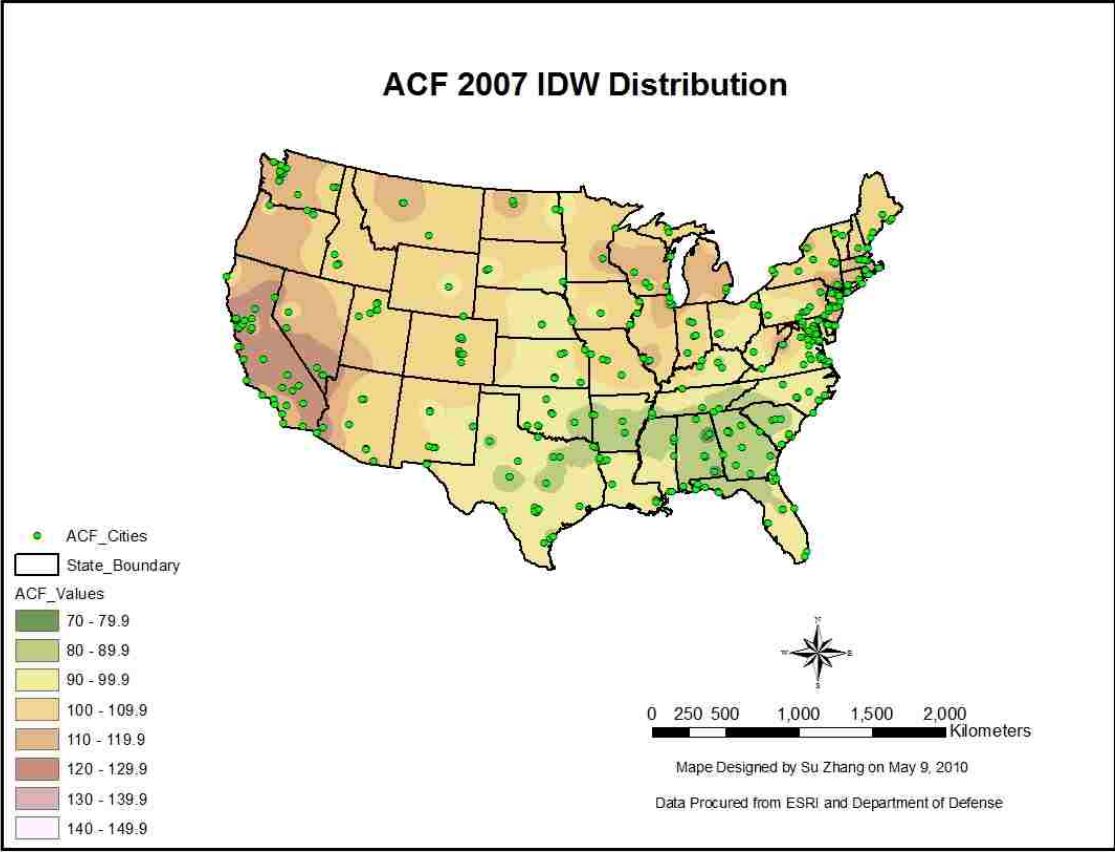 ACF 2007 IDW Distribution
ACF_Cities
State_Boundary
ACF_Values
70 - 79.9
80 - 89.9
90 - 99.9
100 - 109.9
110 - 119.9
120 - 129.9
130 - 139.9
140 - 149.9
N
W E
S
0 250 500 1,000 1,500 2,000
Kilometers
Mape Designed by Su Zhang on May 9, 2010
Data Procured from ESRI and Department of Defense